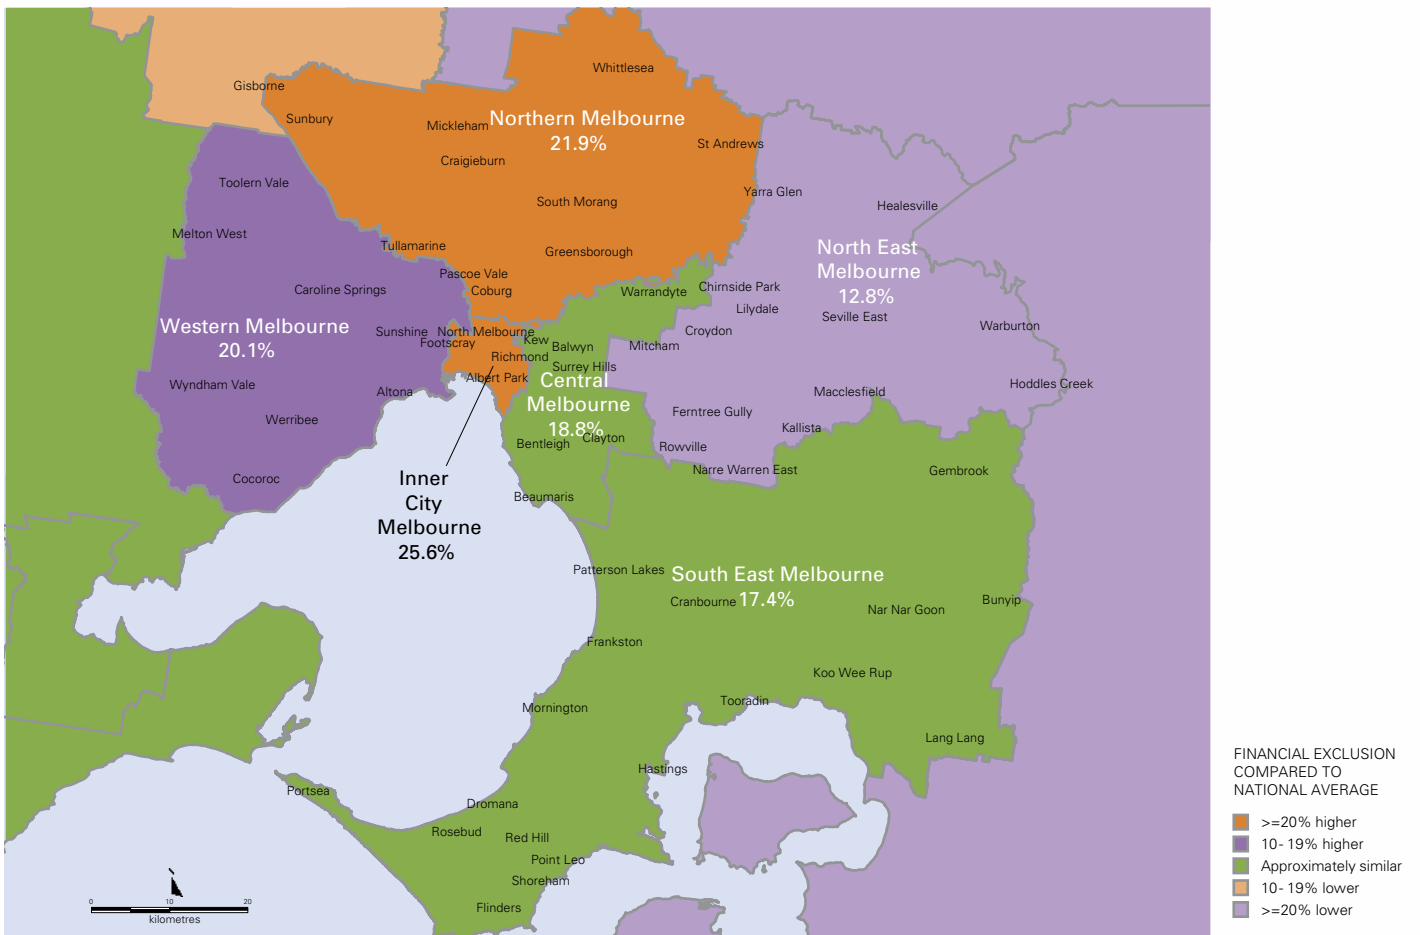 Whittlesea
Gisborne
Sunbury
Mickleham
Northern Melbourne
21.9%
Craigieburn
St Andrews
Toolern Vale
South Morang
Yarra Glen
Healesville
Melton West
Tullamarine
Greensborough
North East
Melbourne
12.8%
Pascoe Vale
Coburg
Caroline Springs
Warrandyte
Chirnside Park
Lilydale
Seville East
Warburton
Western Melbourne
20.1%
Sunshine
North Melbourne
Footscray
Kew
Balwyn
Croydon
Mitcham
Richmond
Surrey Hills
Albert Park
Wyndham Vale
Altona
Central
Melbourne
18.8%
Macclesfield
Hoddles Creek
Werribee
Ferntree Gully
Kallista
Bentleigh
Clayton
Rowville
Narre Warren East
Gembrook
Cocoroc
Inner
City
Melbourne
25.6%
Beaumaris
Patterson Lakes
South East Melbourne
17.4%
Cranbourne
Nar Nar Goon
Bunyip
Frankston
Koo Wee Rup
Mornington
Tooradin
Lang Lang
Hastings
Portsea
Dromana
Rosebud
Red Hill
Point Leo
Shoreham
Flinders
0 10 20
kilometres
FINANCIAL EXCLUSION
COMPARED TO
NATIONAL AVERAGE
>=20% higher
10- 19% higher
Approximately similar
10- 19% lower
>=20% lower